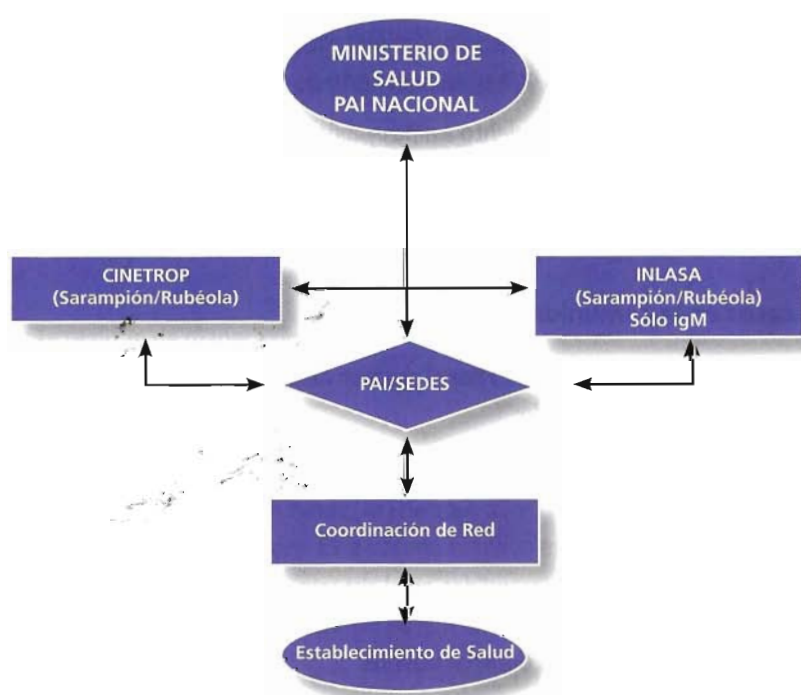 MINISTERIO DE
SALUD
PAI NACIONAL
CINETROP
(Sarampión/Rubéola)
INLASA
(Sarampión/Rubéola)
Sólo igM
PAI/SEDES
Coordinación de Red
Establecimiento de Salud